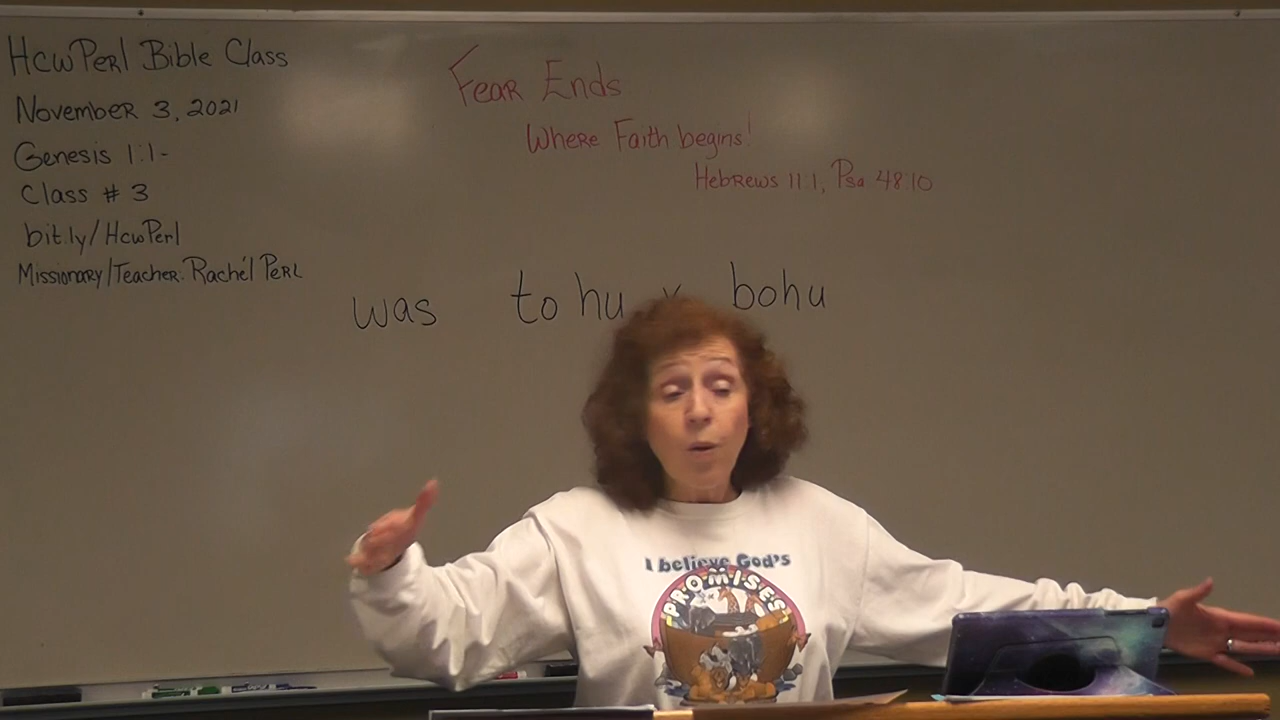 HcwPerl Bible Class
November 3, 2021
Genesis 1:1-
Class # 3
bit.ly/HcwPerl
Missionary/Teacher: Rachél Perl
Fear Ends
Where Faith begins!
Hebrews 11:1, Psa 48:10
was tohu v bohu
I believe God's
PROMISES